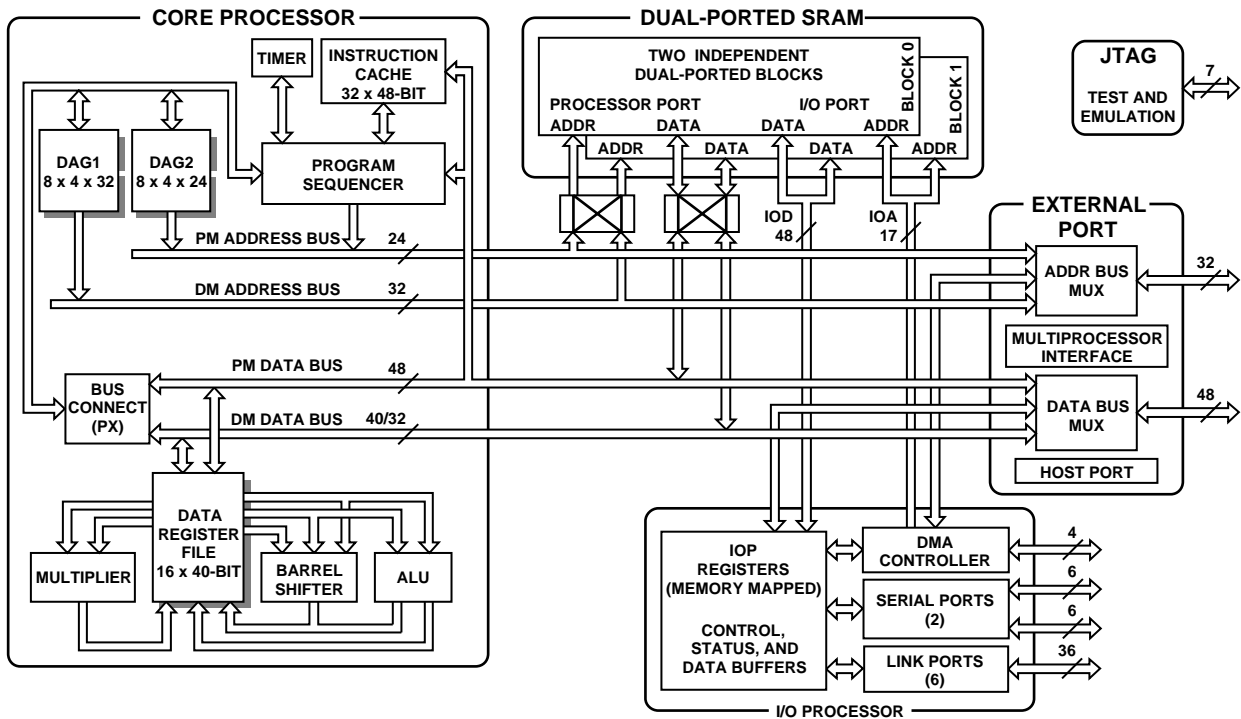 CORE PROCESSOR
TIMER
INSTRUCTION
CACHE
32 x 48-BIT
DAG1
8 x 4 x 32
DAG2
8 x 4 x 24
PROGRAM
SEQUENCER
PM ADDRESS BUS
24
DM ADDRESS BUS
32
PM DATA BUS
48
BUS
CONNECT
(PX)
DM DATA BUS
40/32
DATA
REGISTER
FILE
16 x 40-BIT
MULTIPLIER
BARREL
SHIFTER
ALU
DUAL-PORTED SRAM
TWO INDEPENDENT
DUAL-PORTED BLOCKS
BLOCK 0
BLOCK 1
PROCESSOR PORT
I/O PORT
ADDR
DATA
DATA
ADDR
ADDR
DATA
DATA
ADDR
IOD
48
IOA
17
JTAG
TEST AND
EMULATION
7
EXTERNAL
PORT
ADDR BUS
MUX
32
MULTIPROCESSOR
INTERFACE
DATA BUS
MUX
48
HOST PORT
IOP
REGISTERS
(MEMORY MAPPED)
CONTROL,
STATUS, AND
DATA BUFFERS
DMA
CONTROLLER
4
SERIAL PORTS
(2)
6
6
LINK PORTS
(6)
36
I/O PROCESSOR